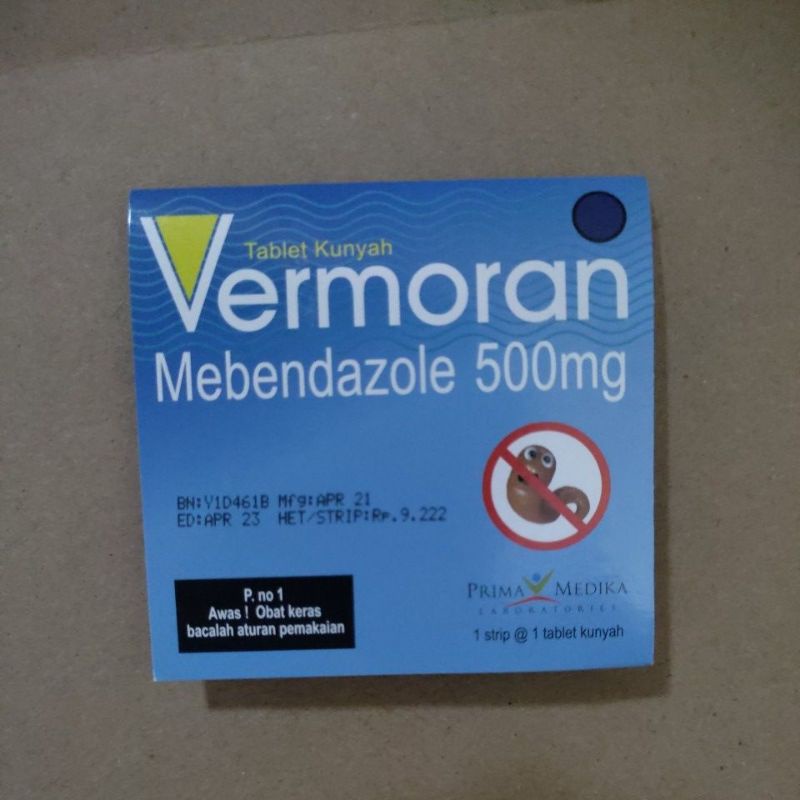 Tablet Kunyah
Vermoran
Mebendazole 500mg
BN:Y1D461B Mfg:APR 21
ED:APR 23 HET/STRIP:Rp.9.222
P. no 1
Awas ! Obat keras
bacalah aturan pemakaian
PRIMA MEDIKA
LABORATORIES
1 strip @ 1 tablet kunyah